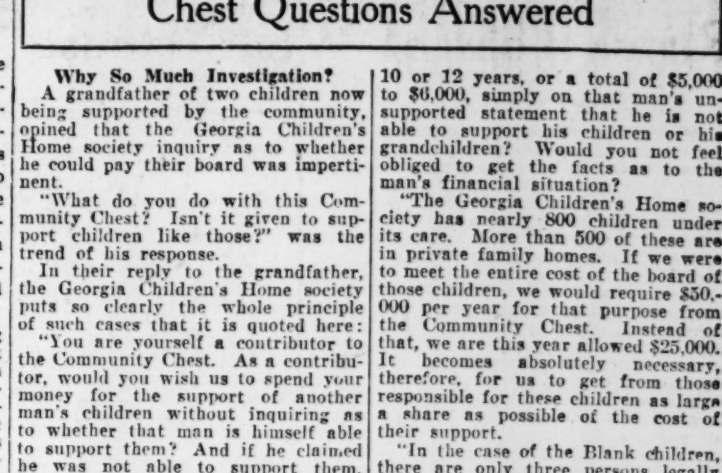 Chest Questions Answered
Why So Much Investigation?
A grandfather of two children now
being supported by the community,
opined that the Georgia Children's
Home society inquiry as to whether
he could pay their board was imperti-
nent.
"What do you do with this Com-
munity Chest? Isn't it given to sup-
port children like those?" was the
trend of his response.
In their reply to the grandfather,
the Georgia Children's Home society
puts so clearly the whole principle
of such cases that it is quoted here:
"You are yourself a contributor to
the Community Chest. As a contribu-
tor, would you wish us to spend your
money for the support of another
man's children without inquiring as
to whether that man is himself able
to support them? And if he claimed
he was not able to support them,
10 or 12 years, or a total of $5,000
to $6,000, simply on that man's un-
supported statement that he is not
able to support his children or his
grandchildren? Would you not feel
obliged to get the facts as to the
man's financial situation?
"The Georgia Children's Home so-
ciety has nearly 800 children under
its care. More than 500 of these are
in private family homes. If we were
to meet the entire cost of the board of
those children, we would require $50,-
000 per year for that purpose from
the Community Chest. Instead of
that, we are this year allowed $25,000.
It becomes absolutely necessary,
therefore, for us to get from those
responsible for these children as large
a share as possible of the cost of
their support.
"In the case of the Blank children,
there are only three persons legally